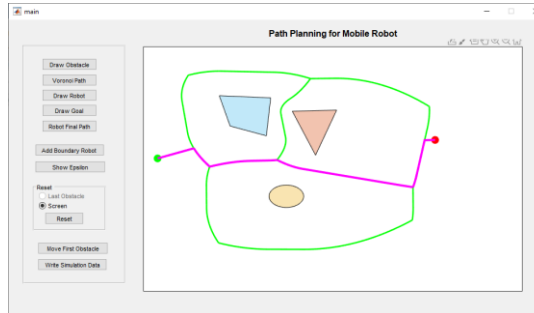 main
Path Planning for Mobile Robot
Draw Obstacle
Voronoi Path
Draw Robot
Draw Goal
Robot Final Path
Add Boundary Robot
Show Epsilon
Reset
Last Obstacle
Screen
Reset
Move First Obstacle
Write Simulation Data